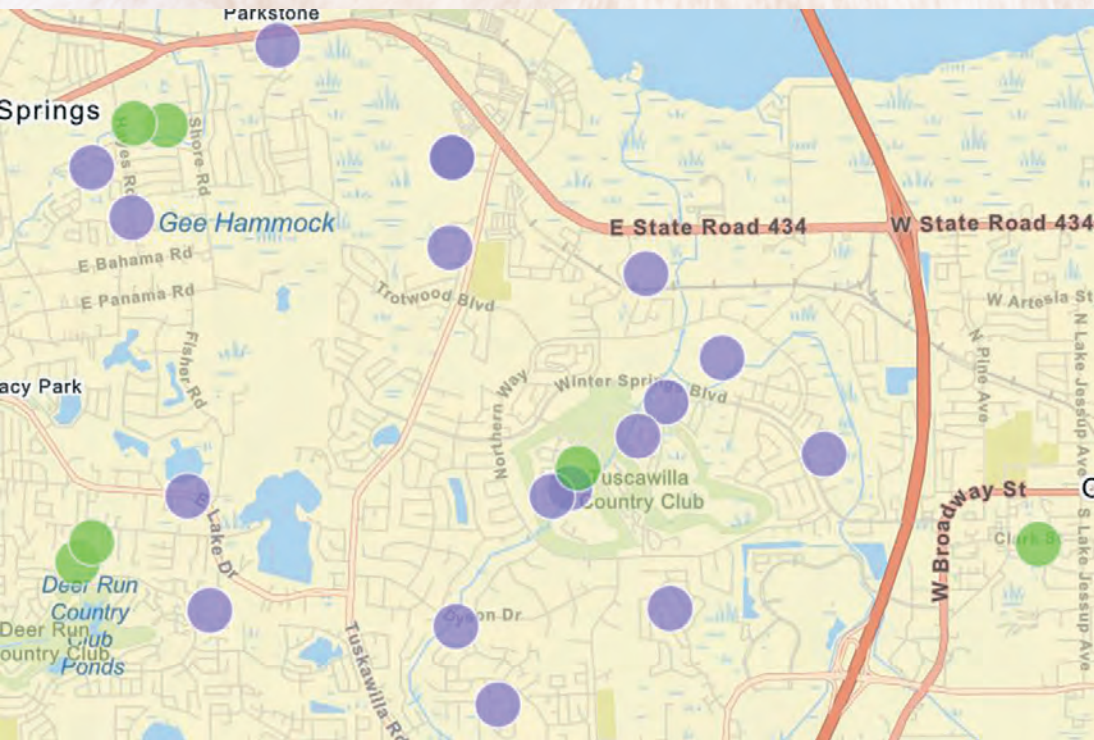 Parkstone
Springs
Hayes Rd
Shore Rd
Gee Hammock
E State Road 434
W State Road 434
E Bahama Rd
E Panama Rd
Trotwood Blvd
W Artesia St
N Pine Ave
N Lake Jessup Ave
Fisher Rd
acy Park
Northern Way
Winter Springs Blvd
Tuscawilla
Country Club
W Broadway St
Clark St
S Lake Jessup Ave
E Lake Dr
Deer Run
Country
Club
Ponds
Deer Run
ountry Club
Dyson Dr
Tuskawilla Rd